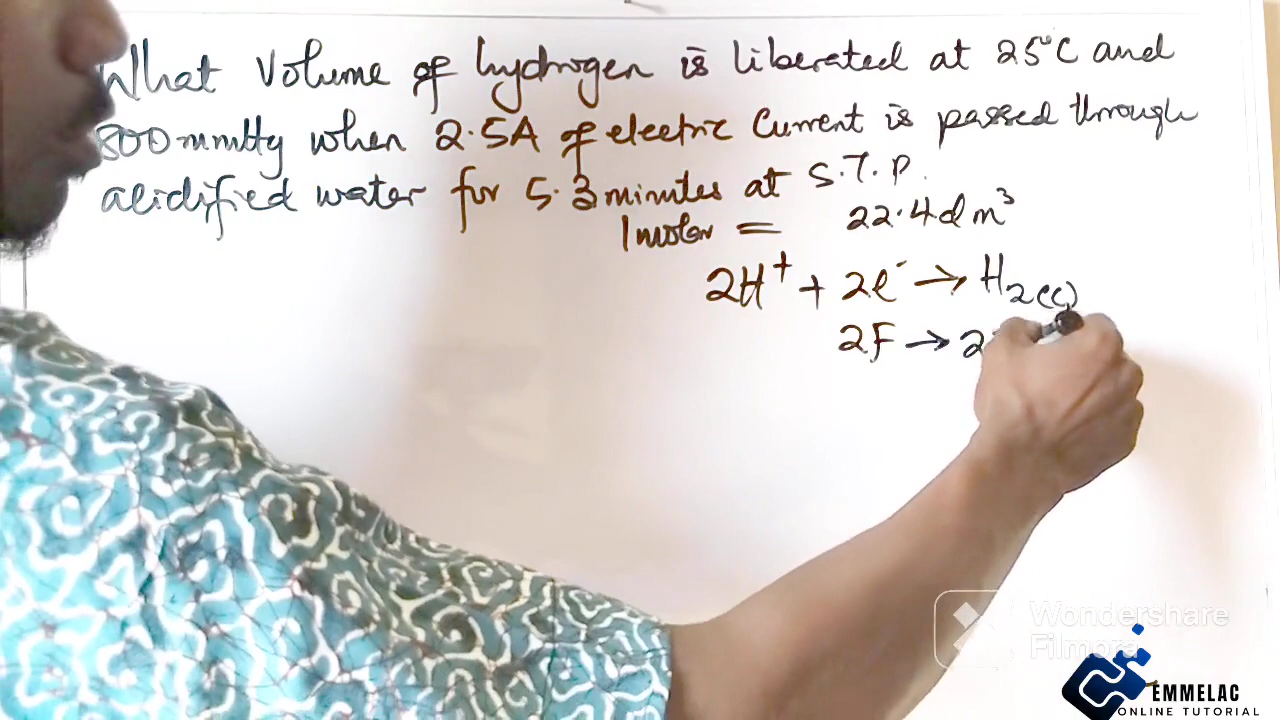 What Volume of hydrogen is liberated at 25°C and
800mmHg when 2.5A of electric Current is passed through
acidified water for 5.3minutes at S.T.P.
1molar = 22.4dm³
2H⁺ + 2e⁻ → H₂
2F → 2
Wondershare
Filmora
EMMELAC
ONLINE TUTORIAL